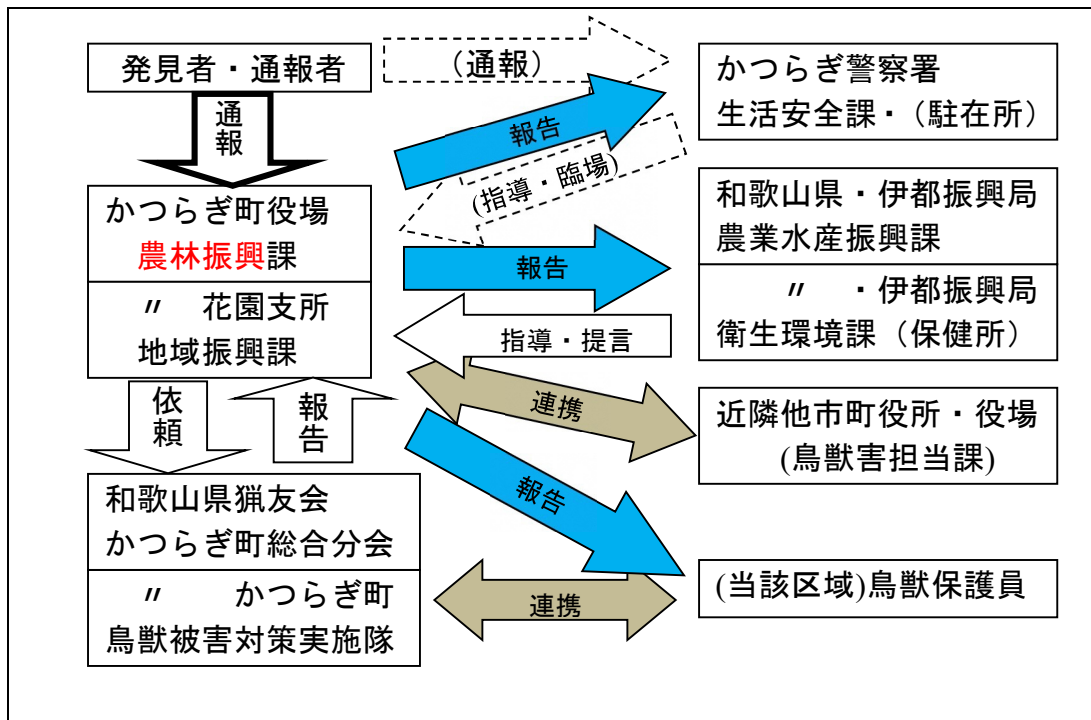 発見者・通報者
(通報)
かつらぎ警察署
生活安全課・（駐在所）
通報
報告
(指導・臨場)
かつらぎ町役場
農林振興課
〃 花園支所
地域振興課
和歌山県・伊都振興局
農業水産振興課
〃 ・伊都振興局
衛生環境課（保健所）
報告
指導・提言
連携
近隣他市町役所・役場
(鳥獣害担当課)
依頼
報告
報告
和歌山県猟友会
かつらぎ町総合分会
〃 かつらぎ町
鳥獣被害対策実施隊
連携
(当該区域)鳥獣保護員